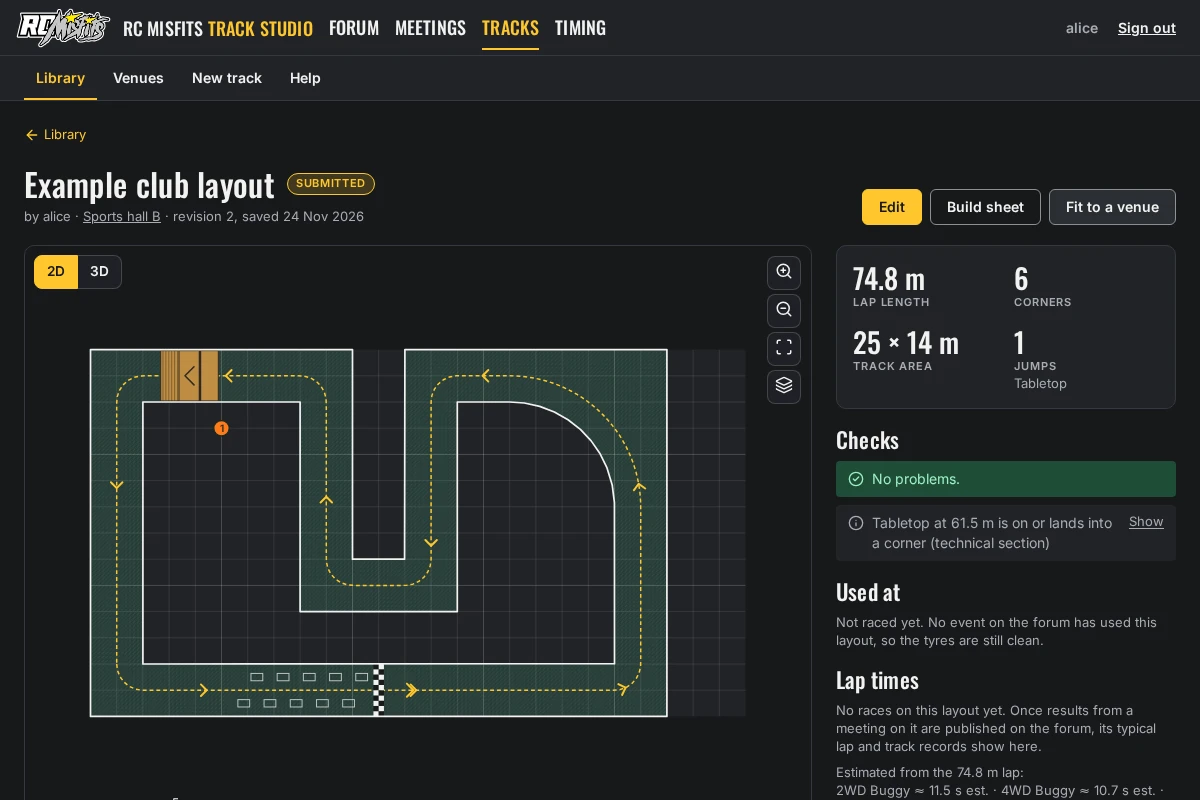 RC Misfits
RC MISFITS TRACK STUDIO FORUM MEETINGS TRACKS TIMING
alice Sign out
Library Venues New track Help
← Library
Example club layout SUBMITTED
by alice · Sports hall B · revision 2, saved 24 Nov 2026
Edit Build sheet Fit to a venue
2D 3D
1
74.8 m
LAP LENGTH
6
CORNERS
25 × 14 m
TRACK AREA
1
JUMPS
Tabletop
Checks
No problems.
Tabletop at 61.5 m is on or lands into Show
a corner (technical section)
Used at
Not raced yet. No event on the forum has used this
layout, so the tyres are still clean.
Lap times
No races on this layout yet. Once results from a
meeting on it are published on the forum, its typical
lap and track records show here.
Estimated from the 74.8 m lap:
2WD Buggy ≈ 11.5 s est. · 4WD Buggy ≈ 10.7 s est. ·